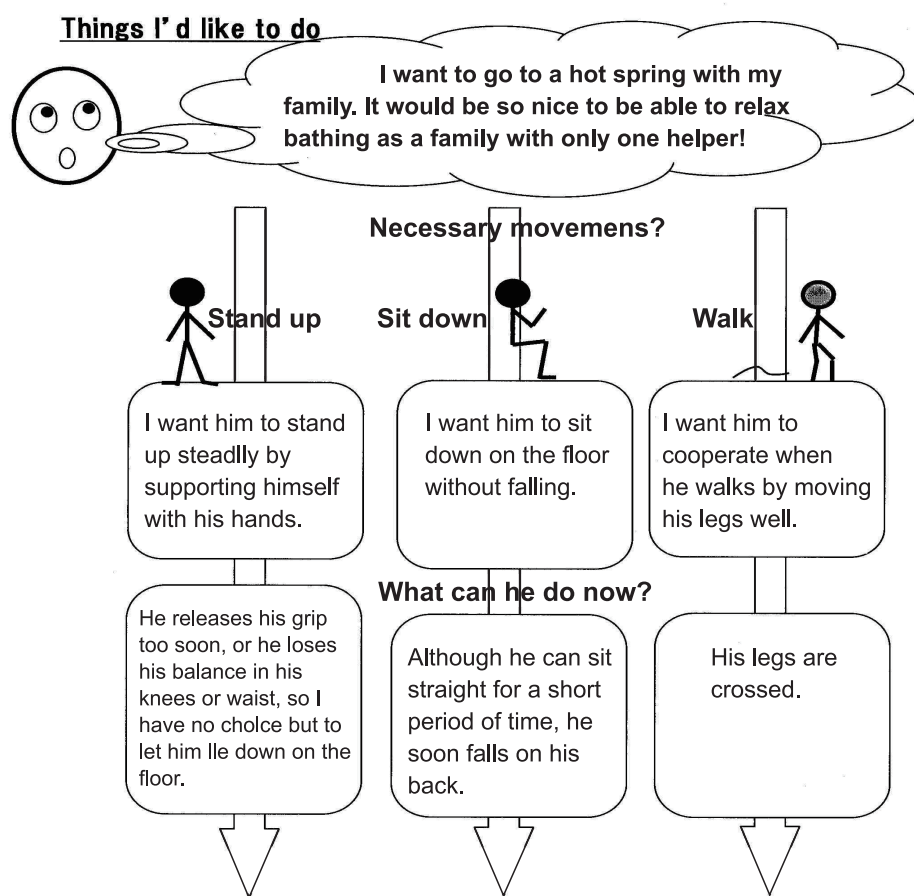 Things I'd like to do
I want to go to a hot spring with my
family. It would be so nice to be able to relax
bathing as a family with only one helper!
Necessary movemens?
Stand up
Sit down
Walk
I want him to stand
up steadlly by
supporting himself
with his hands.
I want him to sit
down on the floor
without falling.
I want him to
cooperate when
he walks by moving
his legs well.
What can he do now?
He releases his grip
too soon, or he loses
his balance in his
knees or waist, so I
have no cholce but to
let him lle down on the
floor.
Although he can sit
straight for a short
period of time, he
soon falls on his
back.
His legs are
crossed.